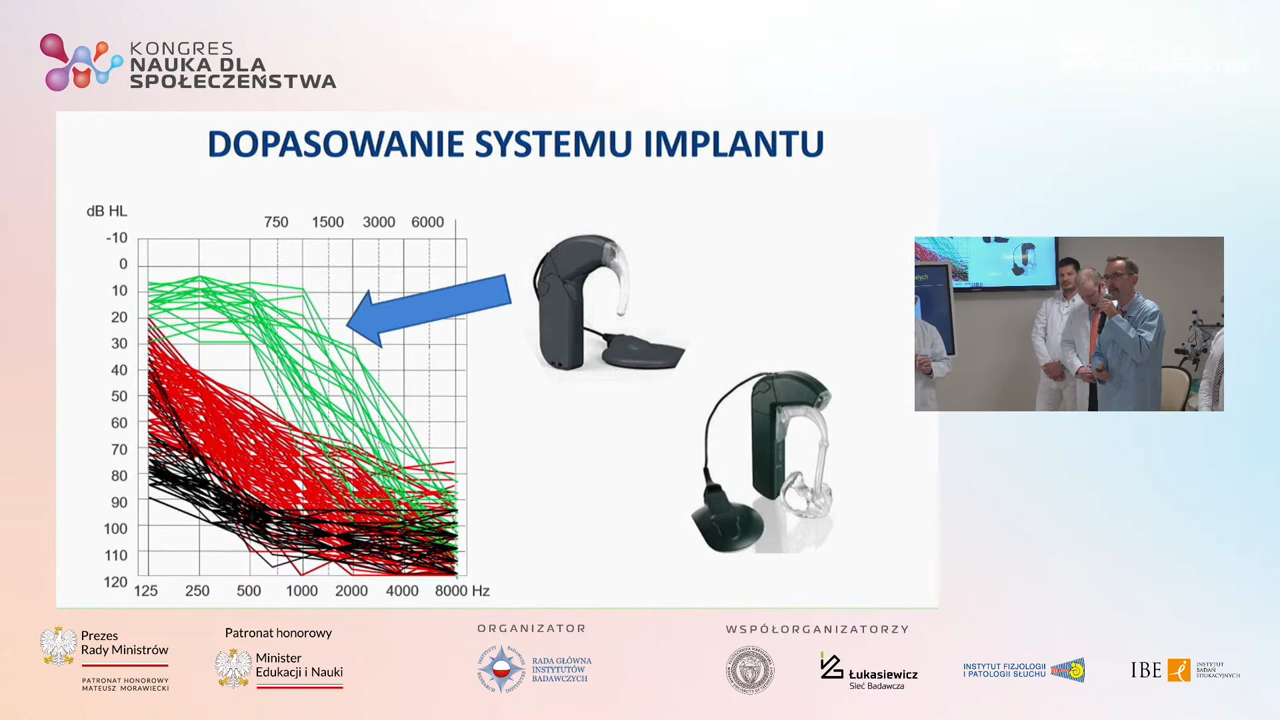 KONGRES
NAUKA DLA
SPOŁECZEŃSTWA
DOPASOWANIE SYSTEMU IMPLANTU
dB HL
750 1500 3000 6000
-10
0
10
20
30
40
50
60
70
80
90
100
110
120
125 250 500 1000 2000 4000 8000 Hz
Prezes
Rady Ministrów
PATRONAT HONOROWY
MATEUSZ MORAWIECKI
Patronat honorowy
Minister
Edukacji i Nauki
ORGANIZATOR
RADA GŁÓWNA
INSTYTUTÓW
BADAWCZYCH
WSPÓŁORGANIZATORZY
Łukasiewicz
Sieć Badawcza
INSTYTUT FIZJOLOGII
I PATOLOGII SŁUCHU
IBE
INSTYTUT
BADAŃ
EDUKACYJNYCH